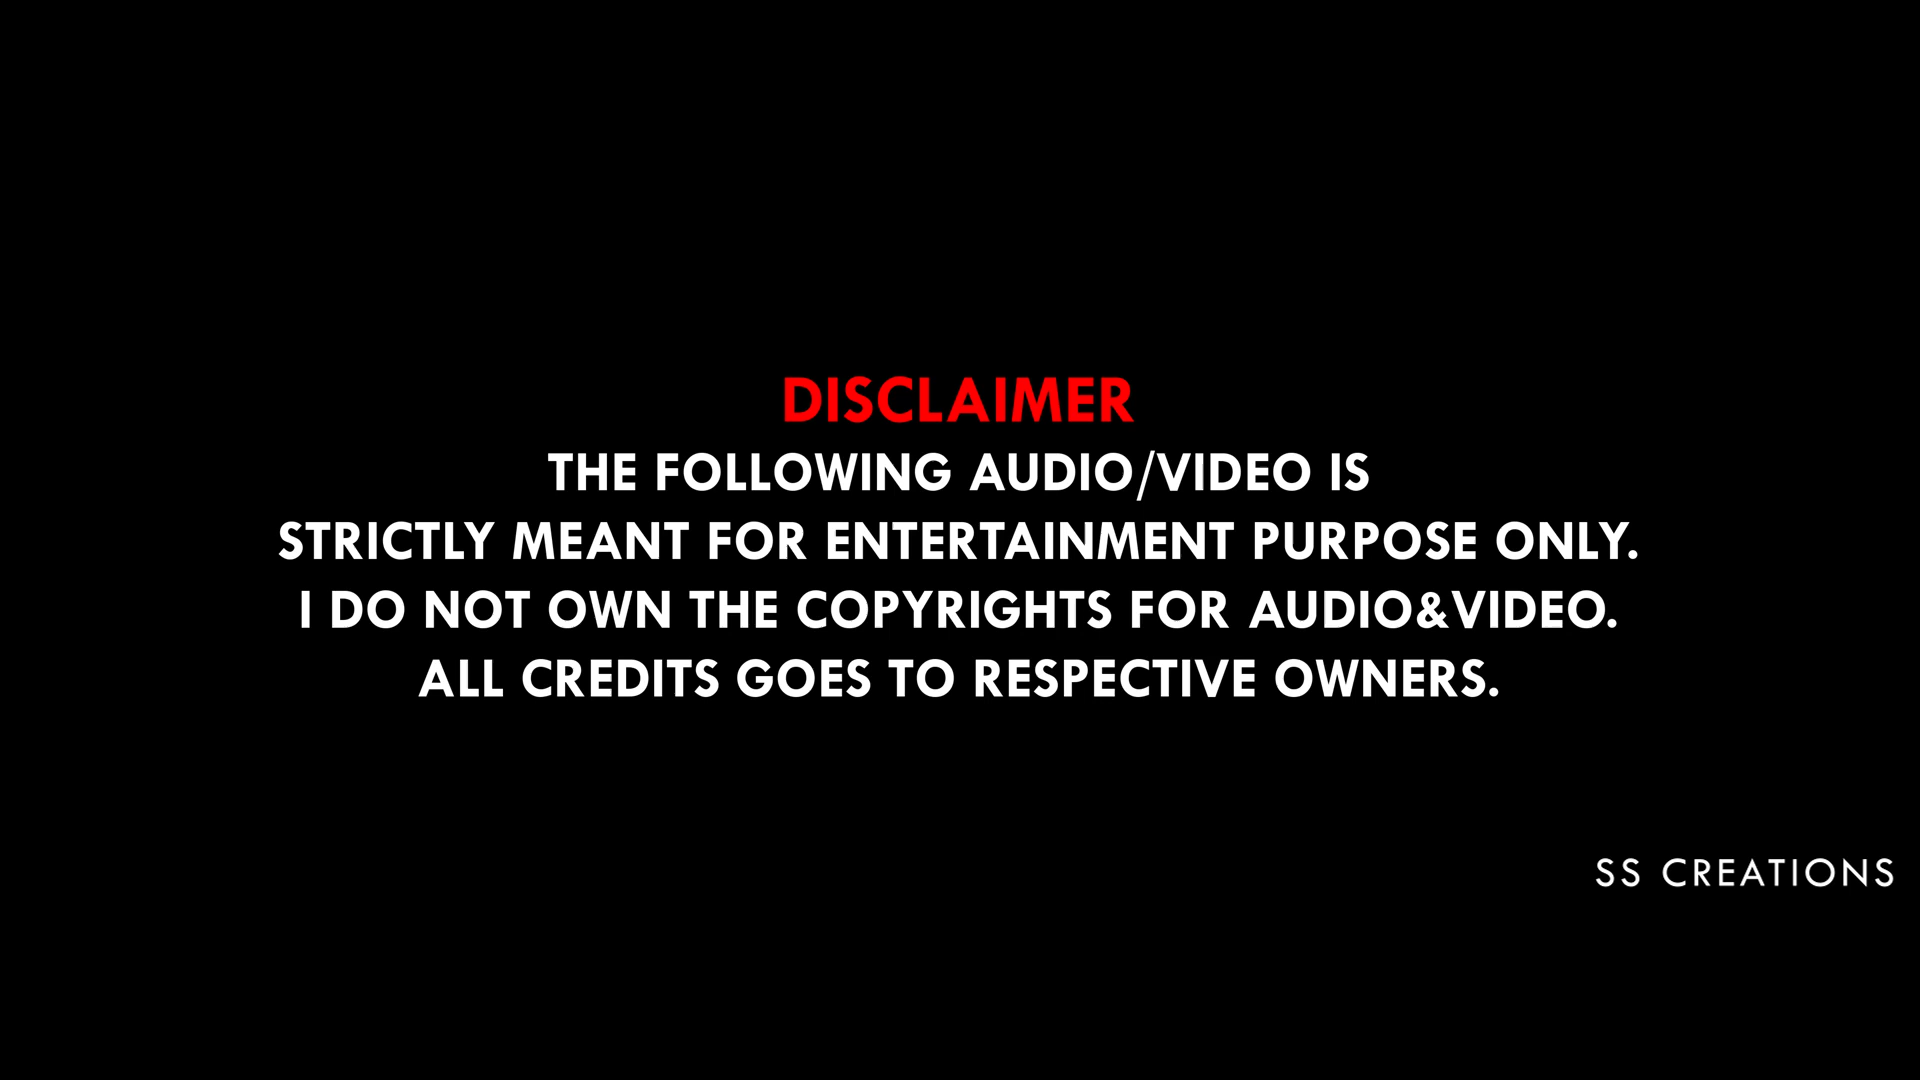 DISCLAIMER
THE FOLLOWING AUDIO/VIDEO IS
STRICTLY MEANT FOR ENTERTAINMENT PURPOSE ONLY.
I DO NOT OWN THE COPYRIGHTS FOR AUDIO&VIDEO.
ALL CREDITS GOES TO RESPECTIVE OWNERS.
SS CREATIONS